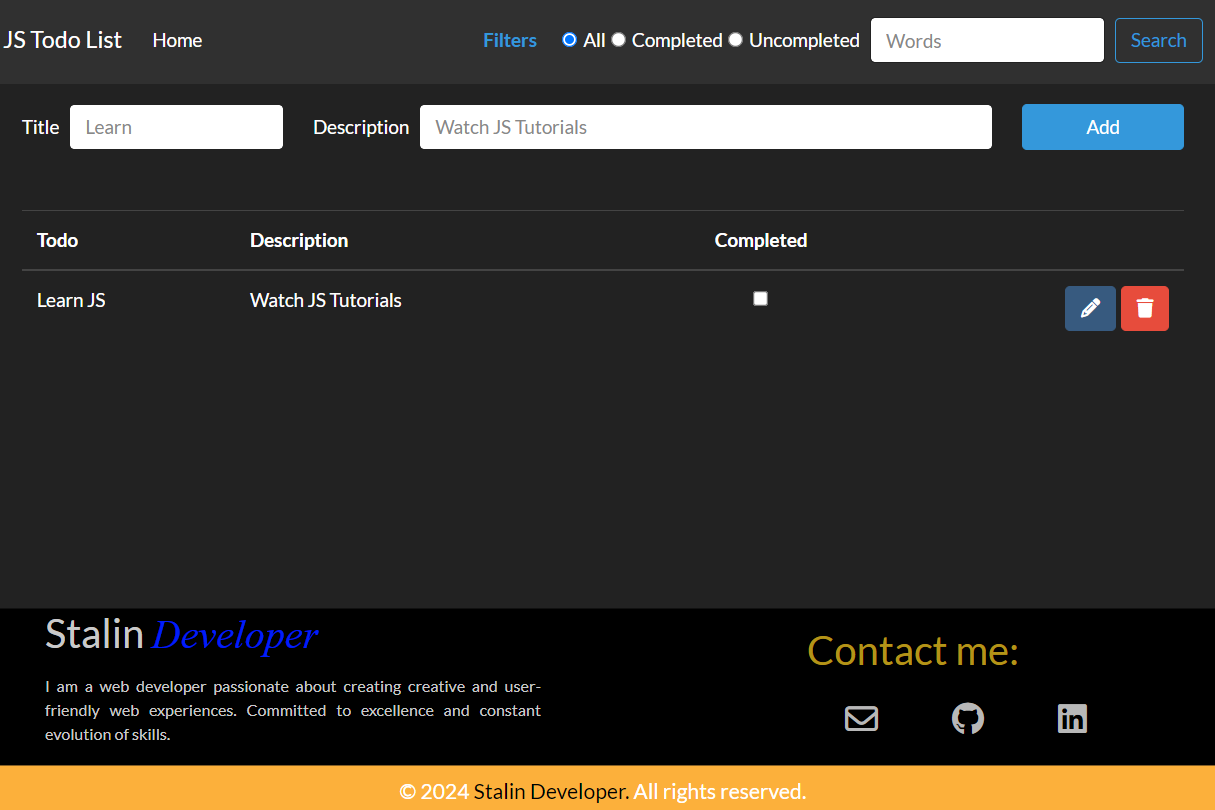 JS Todo List Home Filters All Completed Uncompleted Words Search
Title Learn Description Watch JS Tutorials Add
Todo Description Completed
Learn JS Watch JS Tutorials
Stalin Developer
I am a web developer passionate about creating creative and user-
friendly web experiences. Committed to excellence and constant
evolution of skills.
Contact me:
in
© 2024 Stalin Developer. All rights reserved.